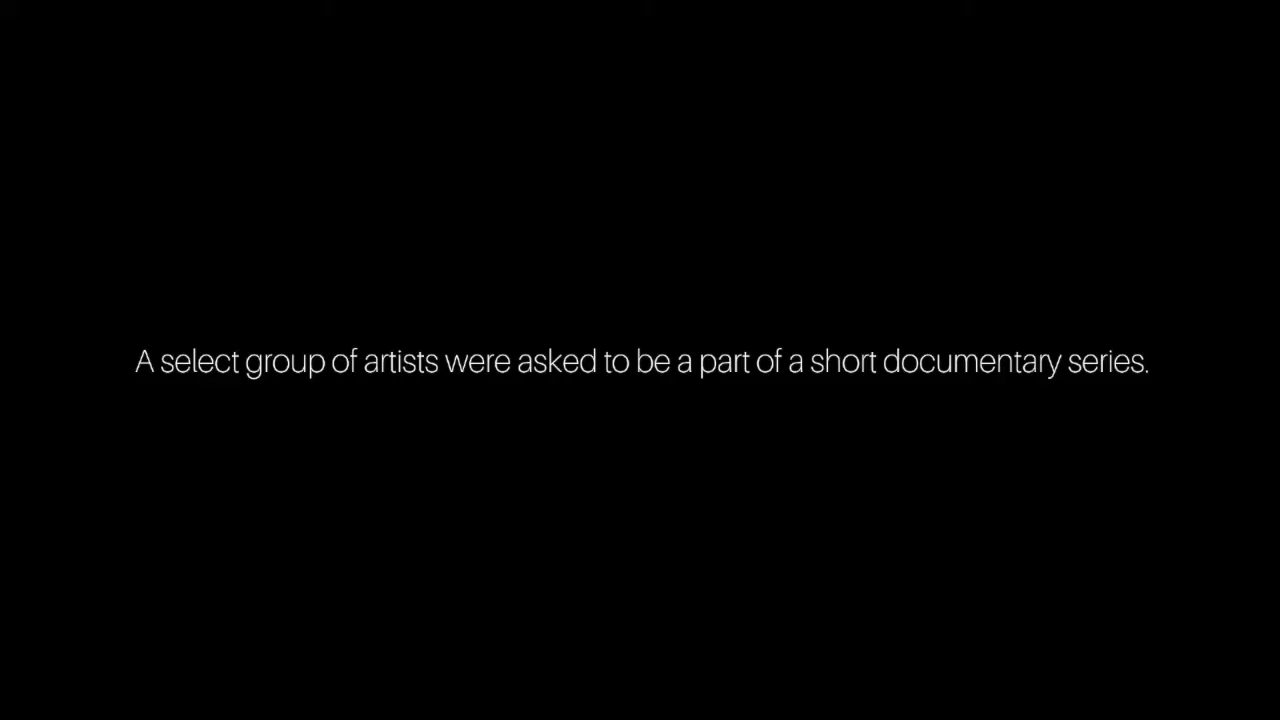 A select group of artists were asked to be a part of a short documentary series.